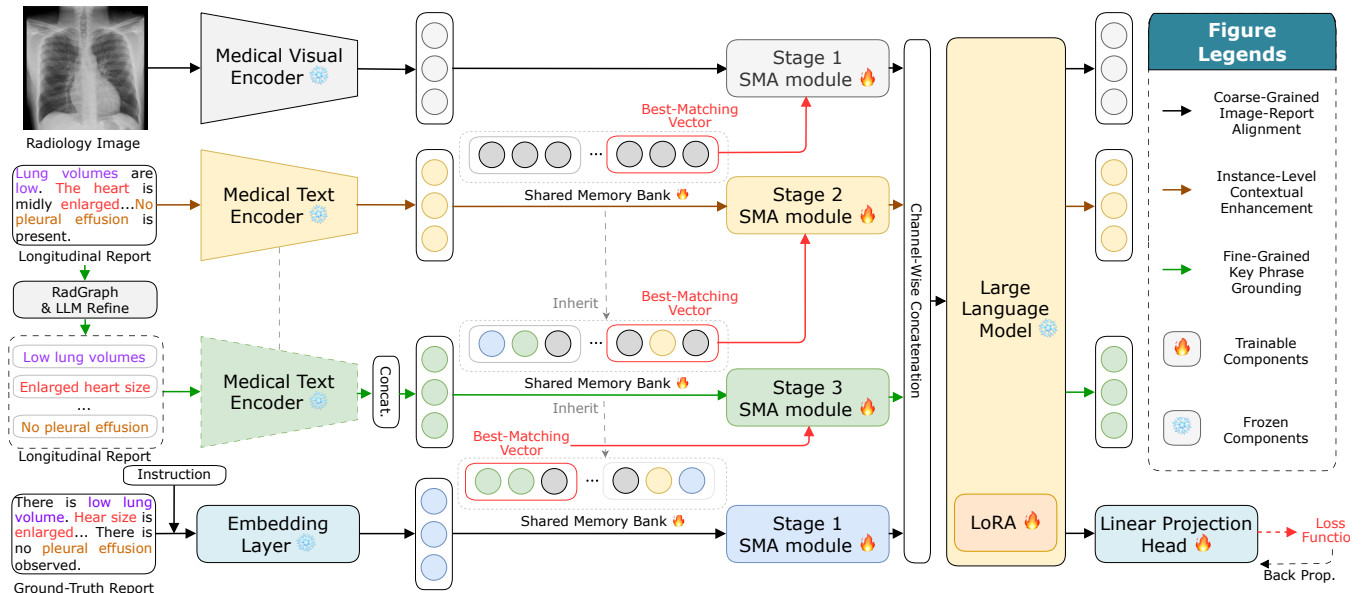 Radiology Image
Medical Visual
Encoder
Stage 1
SMA module
Best-Matching
Vector
...
Shared Memory Bank
Lung volumes are
low. The heart is
midly enlarged...No
pleural effusion is
present.
Longitudinal Report
Medical Text
Encoder
Stage 2
SMA module
RadGraph
& LLM Refine
Inherit
Best-Matching
Vector
...
Shared Memory Bank
Low lung volumes
Enlarged heart size
...
No pleural effusion
Longitudinal Report
Medical Text
Encoder
Concat.
Stage 3
SMA module
Inherit
Best-Matching
Vector
...
Shared Memory Bank
Instruction
There is low lung
volume. Hear size is
enlarged... There is
no pleural effusion
observed.
Ground-Truth Report
Embedding
Layer
Stage 1
SMA module
Channel-Wise Concatenation
Large
Language
Model
LoRA
Linear Projection
Head
Loss
Function
Back Prop.
Figure
Legends
Coarse-Grained
Image-Report
Alignment
Instance-Level
Contextual
Enhancement
Fine-Grained
Key Phrase
Grounding
Trainable
Components
Frozen
Components